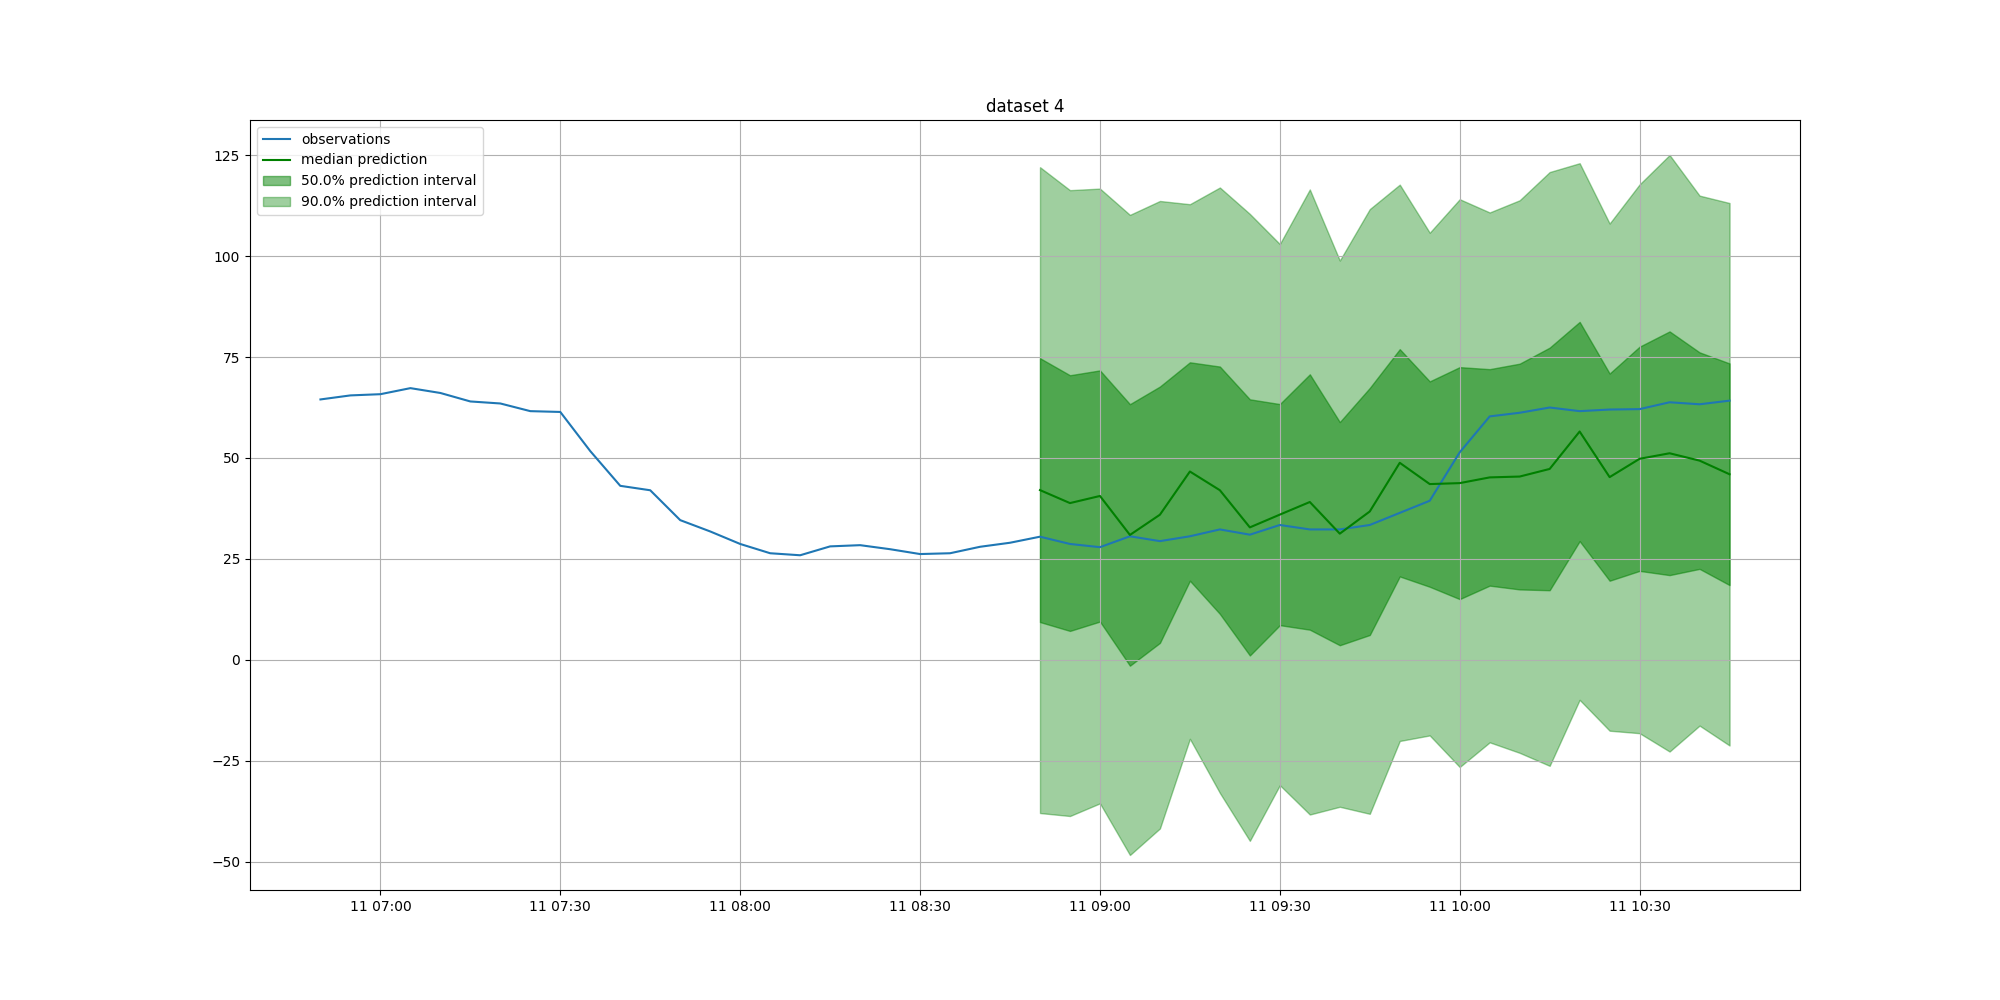 dataset 4
observations
median prediction
50.0% prediction interval
90.0% prediction interval
125
100
75
50
25
0
−25
−50
11 07:00 11 07:30 11 08:00 11 08:30 11 09:00 11 09:30 11 10:00 11 10:30